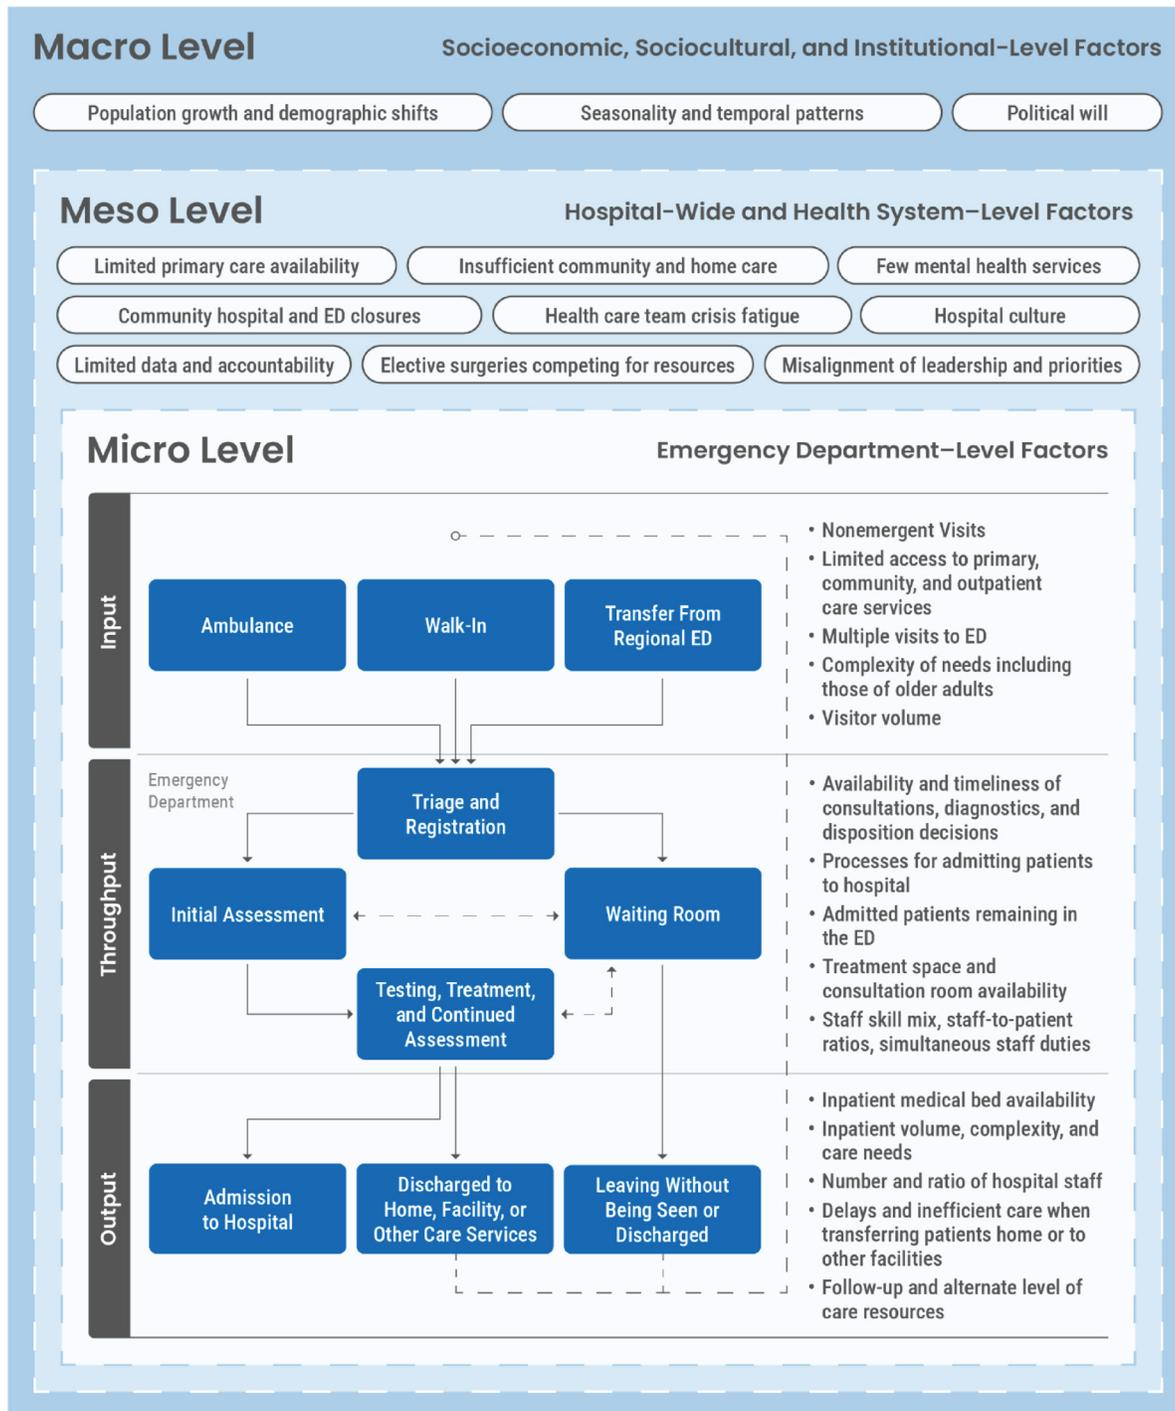 Macro Level
Socioeconomic, Sociocultural, and Institutional–Level Factors
Population growth and demographic shifts
Seasonality and temporal patterns
Political will
Meso Level
Hospital-Wide and Health System–Level Factors
Limited primary care availability
Insufficient community and home care
Few mental health services
Community hospital and ED closures
Health care team crisis fatigue
Hospital culture
Limited data and accountability
Elective surgeries competing for resources
Misalignment of leadership and priorities
Micro Level
Emergency Department–Level Factors
Input
Ambulance
Walk-In
Transfer From
Regional ED
• Nonemergent Visits
• Limited access to primary,
community, and outpatient
care services
• Multiple visits to ED
• Complexity of needs including
those of older adults
• Visitor volume
Throughput
Emergency
Department
Triage and
Registration
Initial Assessment
Waiting Room
Testing, Treatment,
and Continued
Assessment
• Availability and timeliness of
consultations, diagnostics, and
disposition decisions
• Processes for admitting patients
to hospital
• Admitted patients remaining in
the ED
• Treatment space and
consultation room availability
• Staff skill mix, staff-to-patient
ratios, simultaneous staff duties
Output
Admission
to Hospital
Discharged to
Home, Facility, or
Other Care Services
Leaving Without
Being Seen or
Discharged
• Inpatient medical bed availability
• Inpatient volume, complexity, and
care needs
• Number and ratio of hospital staff
• Delays and inefficient care when
transferring patients home or to
other facilities
• Follow-up and alternate level of
care resources